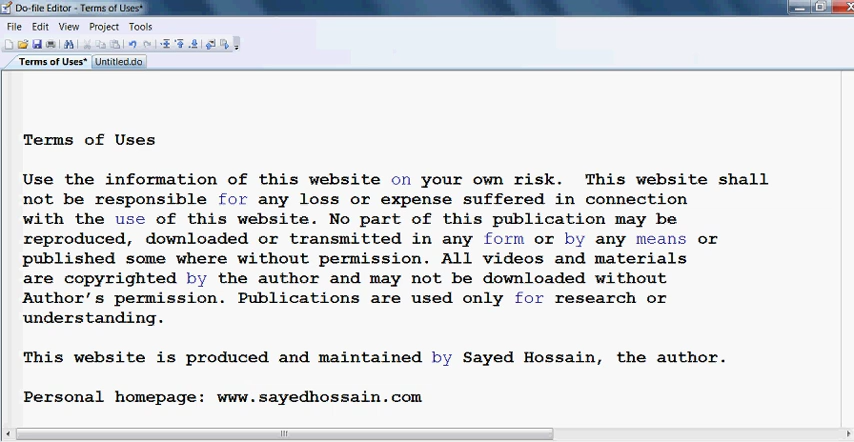 Do-file Editor - Terms of Uses*
File Edit View Project Tools
Terms of Uses* Untitled.do
Terms of Uses
Use the information of this website on your own risk.  This website shall
not be responsible for any loss or expense suffered in connection
with the use of this website. No part of this publication may be
reproduced, downloaded or transmitted in any form or by any means or
published some where without permission. All videos and materials
are copyrighted by the author and may not be downloaded without
Author's permission. Publications are used only for research or
understanding.
This website is produced and maintained by Sayed Hossain, the author.
Personal homepage: www.sayedhossain.com